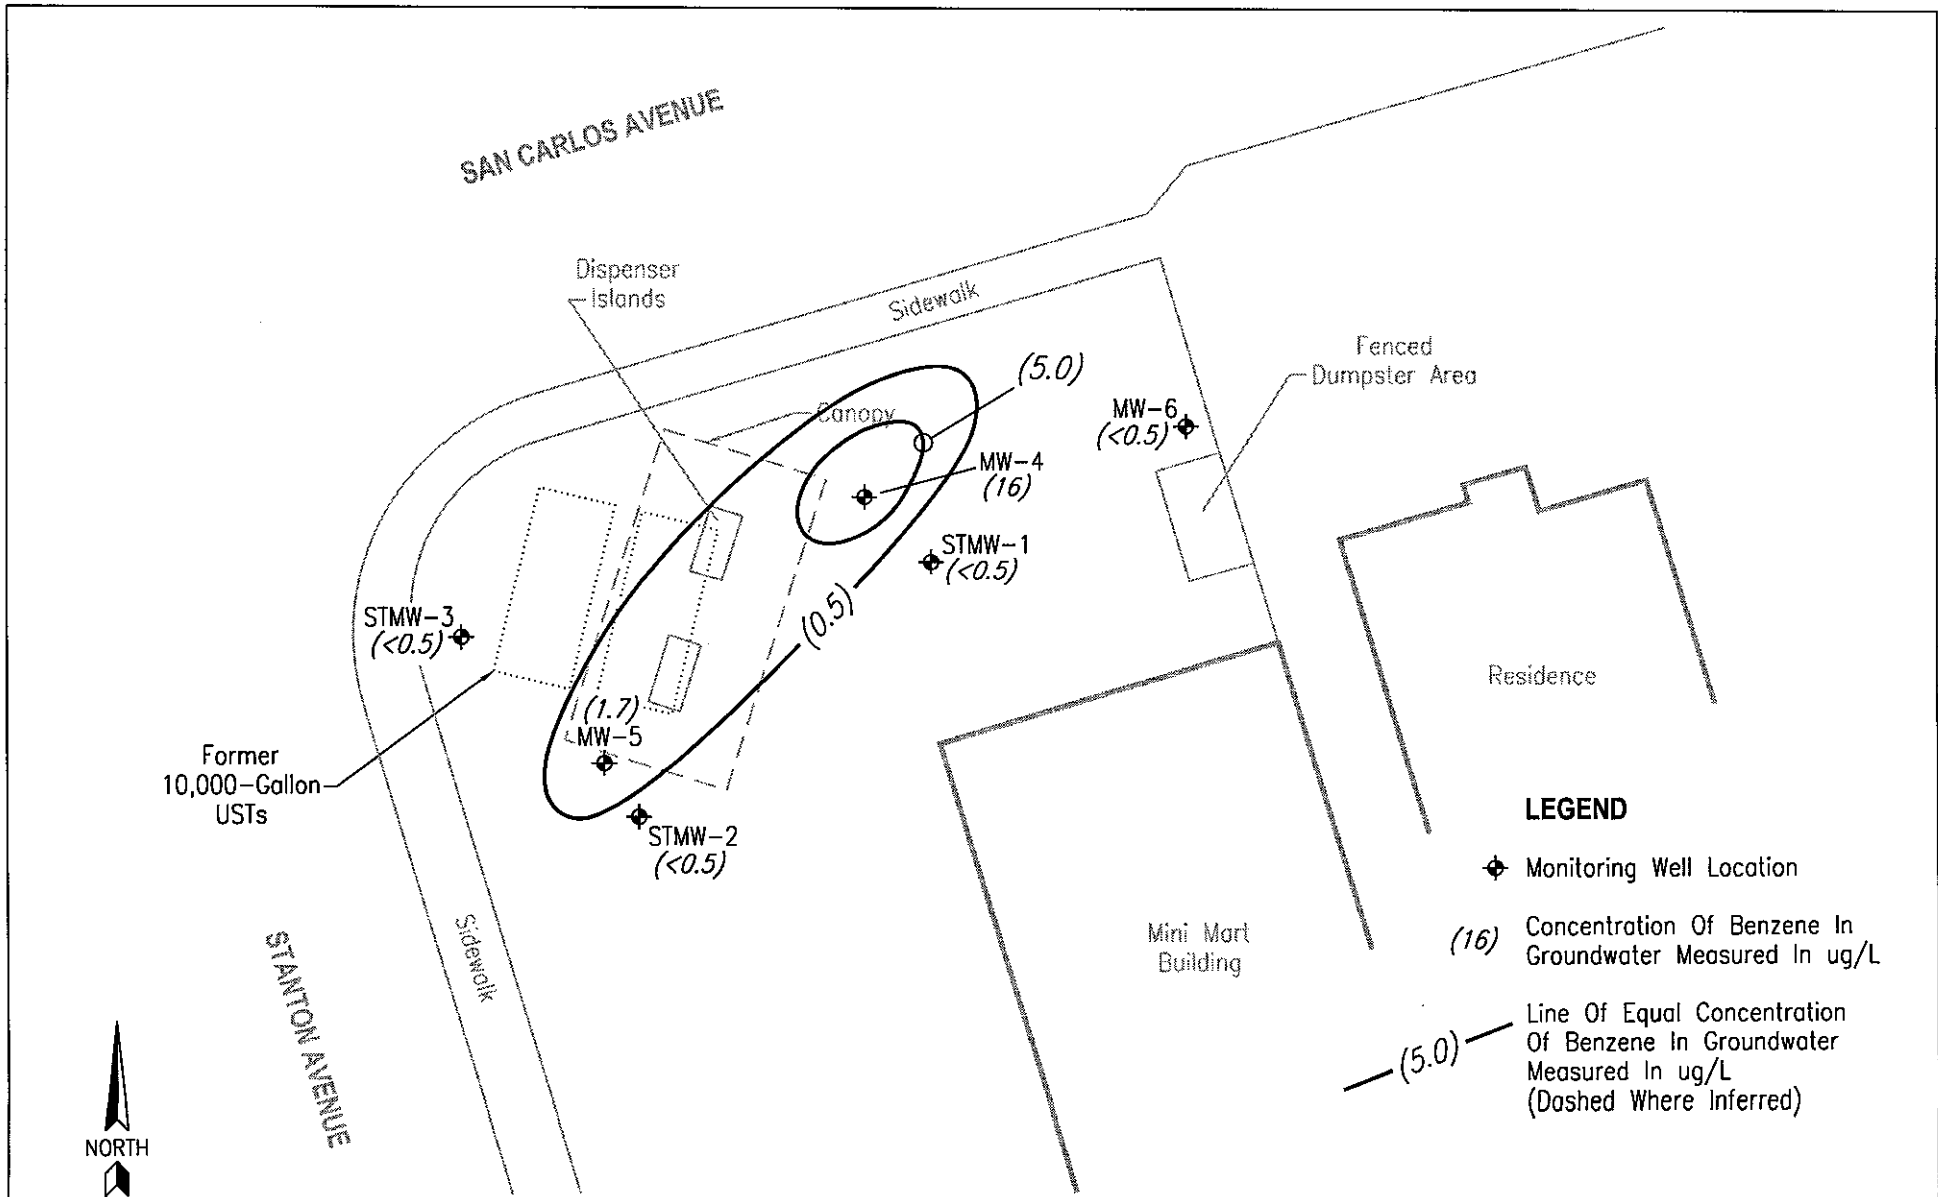 SAN CARLOS AVENUE
Dispenser
Islands
Sidewalk
(5.0)
Fenced
Dumpster Area
Canopy
MW-6
(<0.5)
MW-4
(16)
STMW-1
(<0.5)
STMW-3
(<0.5)
(0.5)
Residence
(1.7)
MW-5
Former
10,000-Gallon
USTs
STMW-2
(<0.5)
LEGEND
Monitoring Well Location
(16)
Concentration Of Benzene In
Groundwater Measured In ug/L
(5.0)
Line Of Equal Concentration
Of Benzene In Groundwater
Measured In ug/L
(Dashed Where Inferred)
Mini Mart
Building
Sidewalk
STANTON AVENUE
NORTH